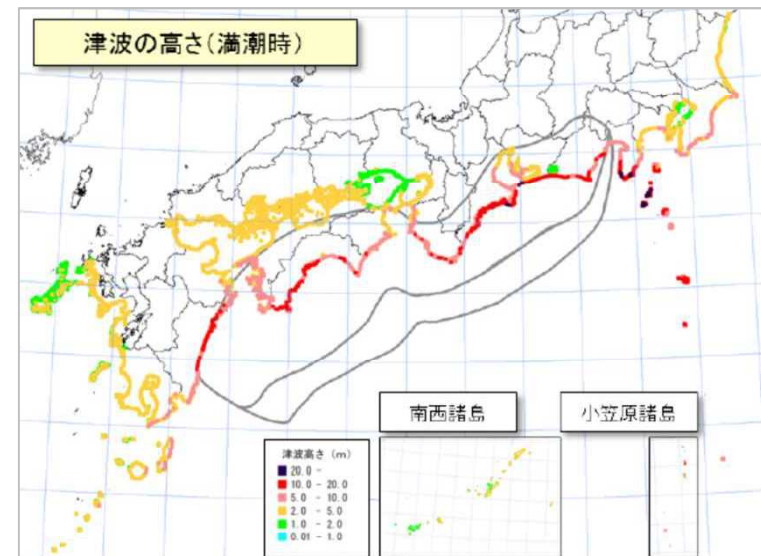 津波の高さ(満潮時)
南西諸島
小笠原諸島
津波高さ (m)
20.0 -
10.0 - 20.0
5.0 - 10.0
2.0 - 5.0
1.0 - 2.0
0.01 - 1.0